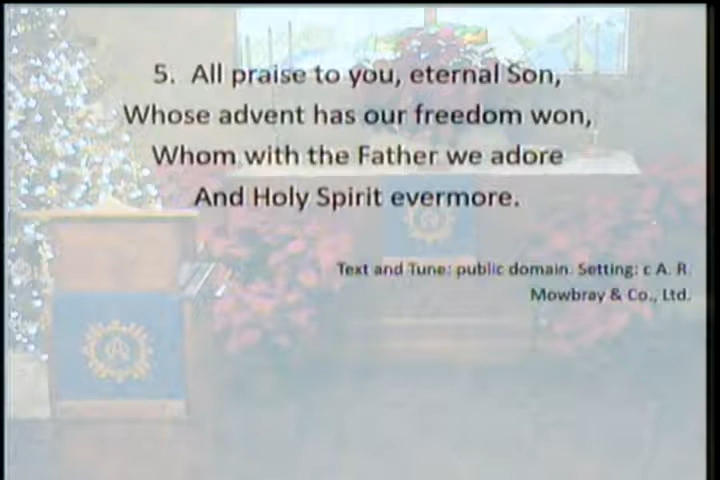 5. All praise to you, eternal Son,
Whose advent has our freedom won,
Whom with the Father we adore
And Holy Spirit evermore.
Text and Tune: public domain. Setting: c A. R.
Mowbray & Co., Ltd.